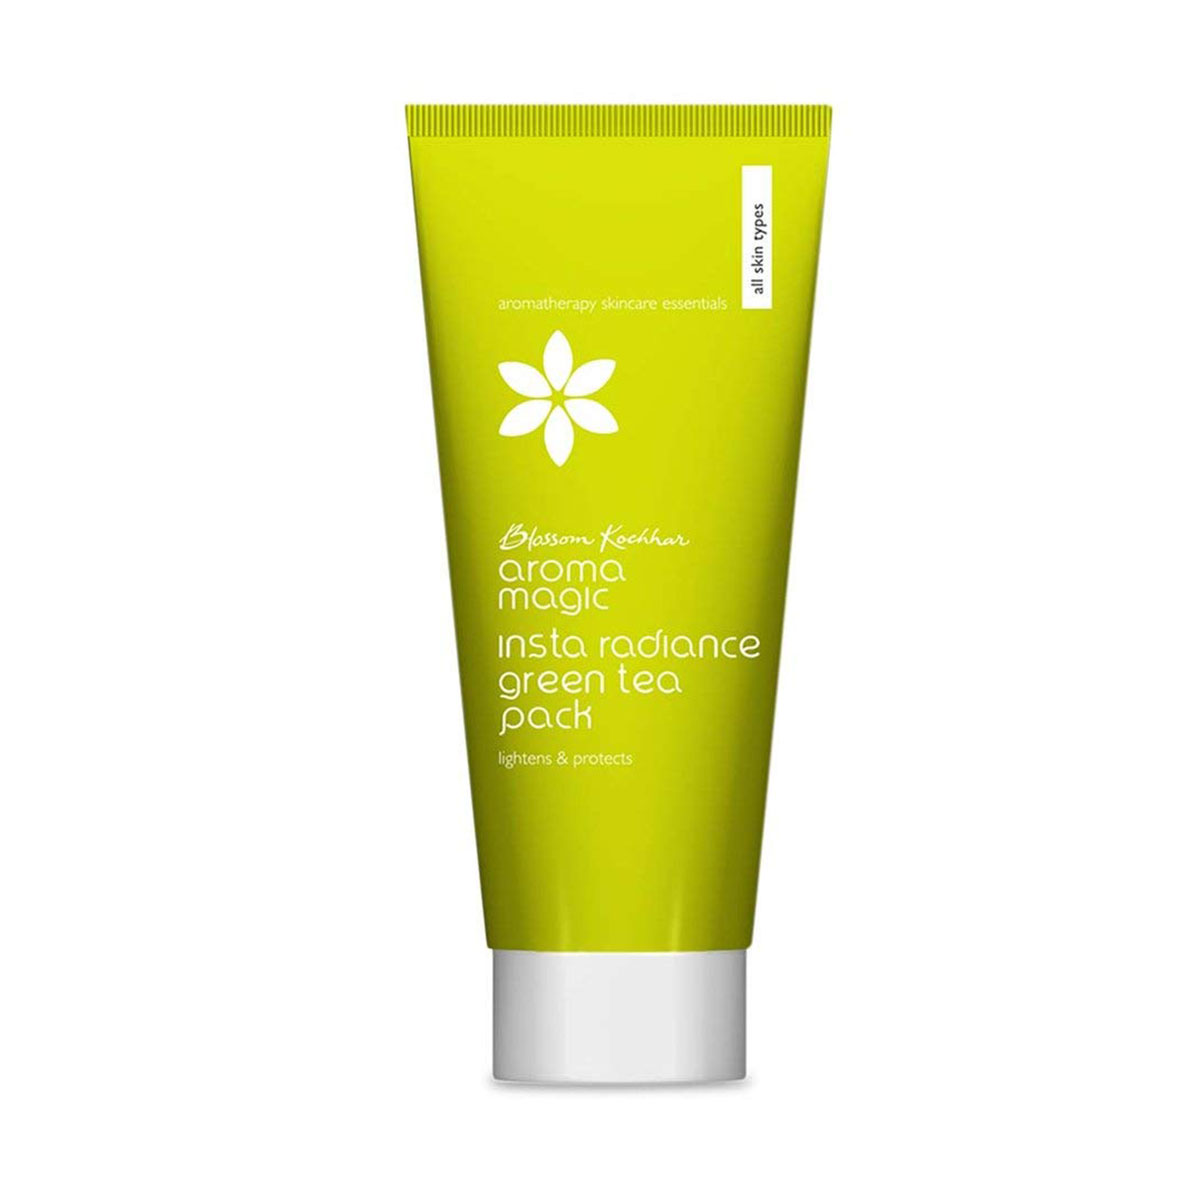 all skin types
aromatherapy skincare essentials
Blossom Kochhar
aroma
magic
insta radiance
green tea
pack
lightens & protects